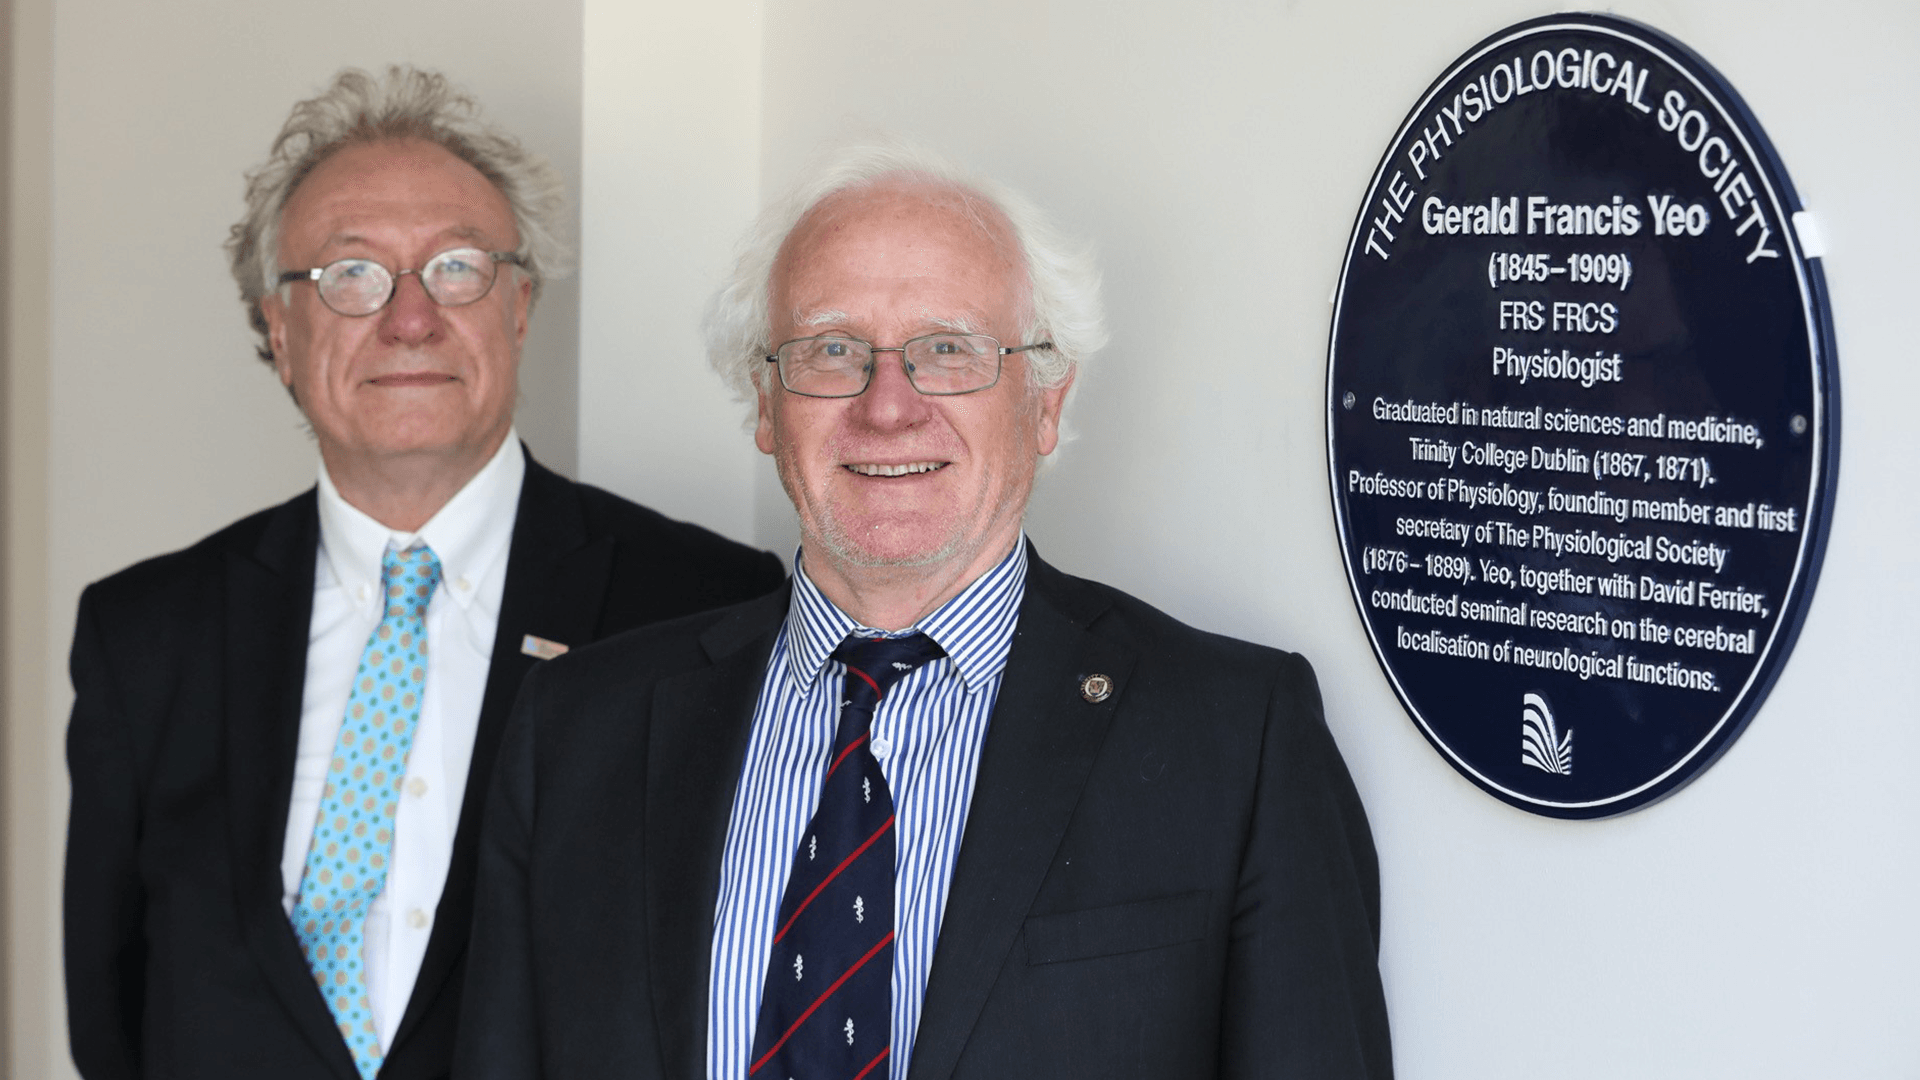 THE PHYSIOLOGICAL SOCIETY
Gerald Francis Yeo
(1845–1909)
FRS FRCS
Physiologist
Graduated in natural sciences and medicine,
Trinity College Dublin (1867, 1871).
Professor of Physiology, founding member and first
secretary of The Physiological Society
(1876 – 1889). Yeo, together with David Ferrier,
conducted seminal research on the cerebral
localisation of neurological functions.